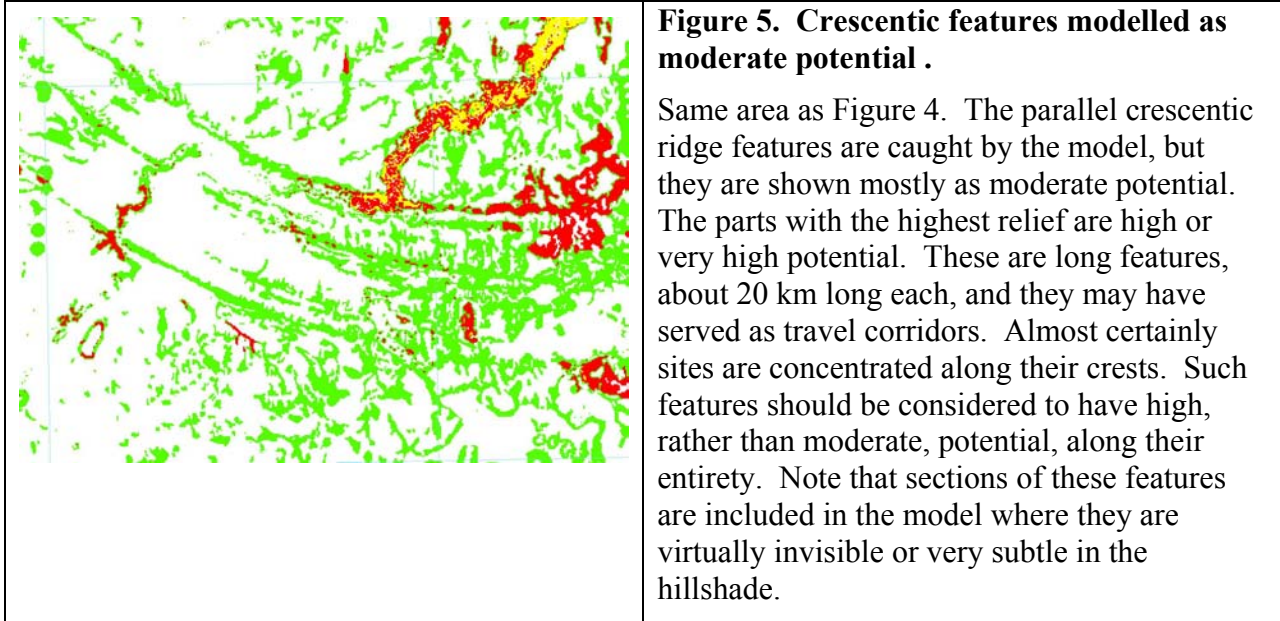 Figure 5. Crescentic features modelled as
moderate potential .
Same area as Figure 4. The parallel crescentic
ridge features are caught by the model, but
they are shown mostly as moderate potential.
The parts with the highest relief are high or
very high potential. These are long features,
about 20 km long each, and they may have
served as travel corridors. Almost certainly
sites are concentrated along their crests. Such
features should be considered to have high,
rather than moderate, potential, along their
entirety. Note that sections of these features
are included in the model where they are
virtually invisible or very subtle in the
hillshade.